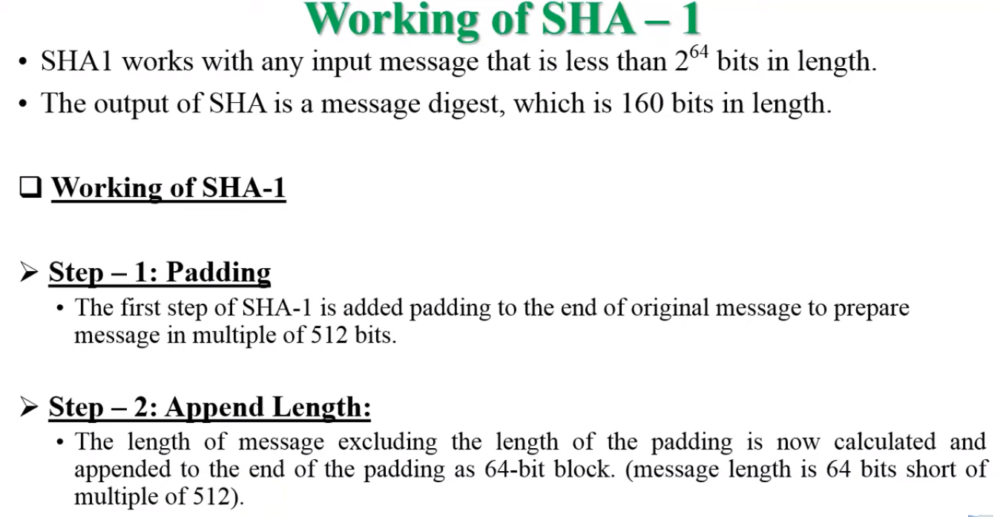 Working of SHA – 1
• SHA1 works with any input message that is less than 2⁶⁴ bits in length.
• The output of SHA is a message digest, which is 160 bits in length.
❑ Working of SHA-1
➢ Step – 1: Padding
• The first step of SHA-1 is added padding to the end of original message to prepare
message in multiple of 512 bits.
➢ Step – 2: Append Length:
• The length of message excluding the length of the padding is now calculated and
appended to the end of the padding as 64-bit block. (message length is 64 bits short of
multiple of 512).